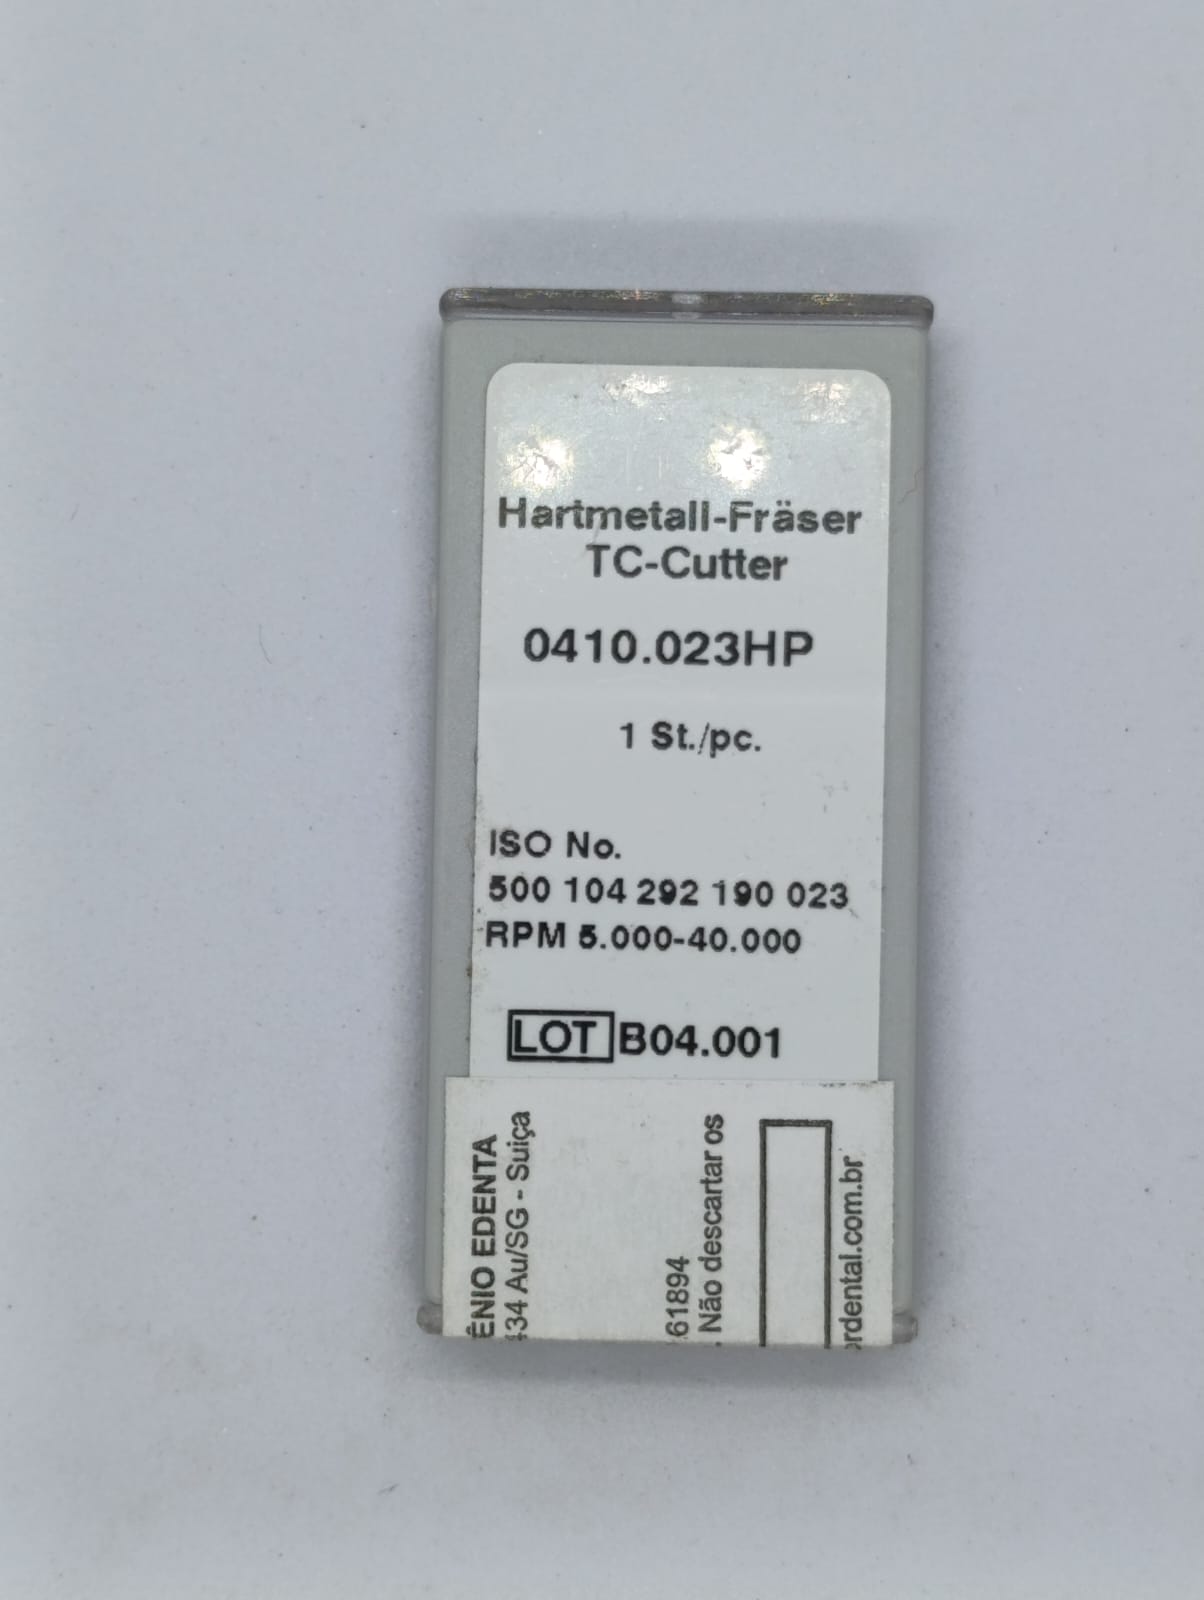 Hartmetall-Fräser
TC-Cutter
0410.023HP
1 St./pc.
ISO No.
500 104 292 190 023
RPM 5.000-40.000
LOT B04.001
ÊNIO EDENTA
434 Au/SG - Suiça
61894
. Não descartar os
rdental.com.br